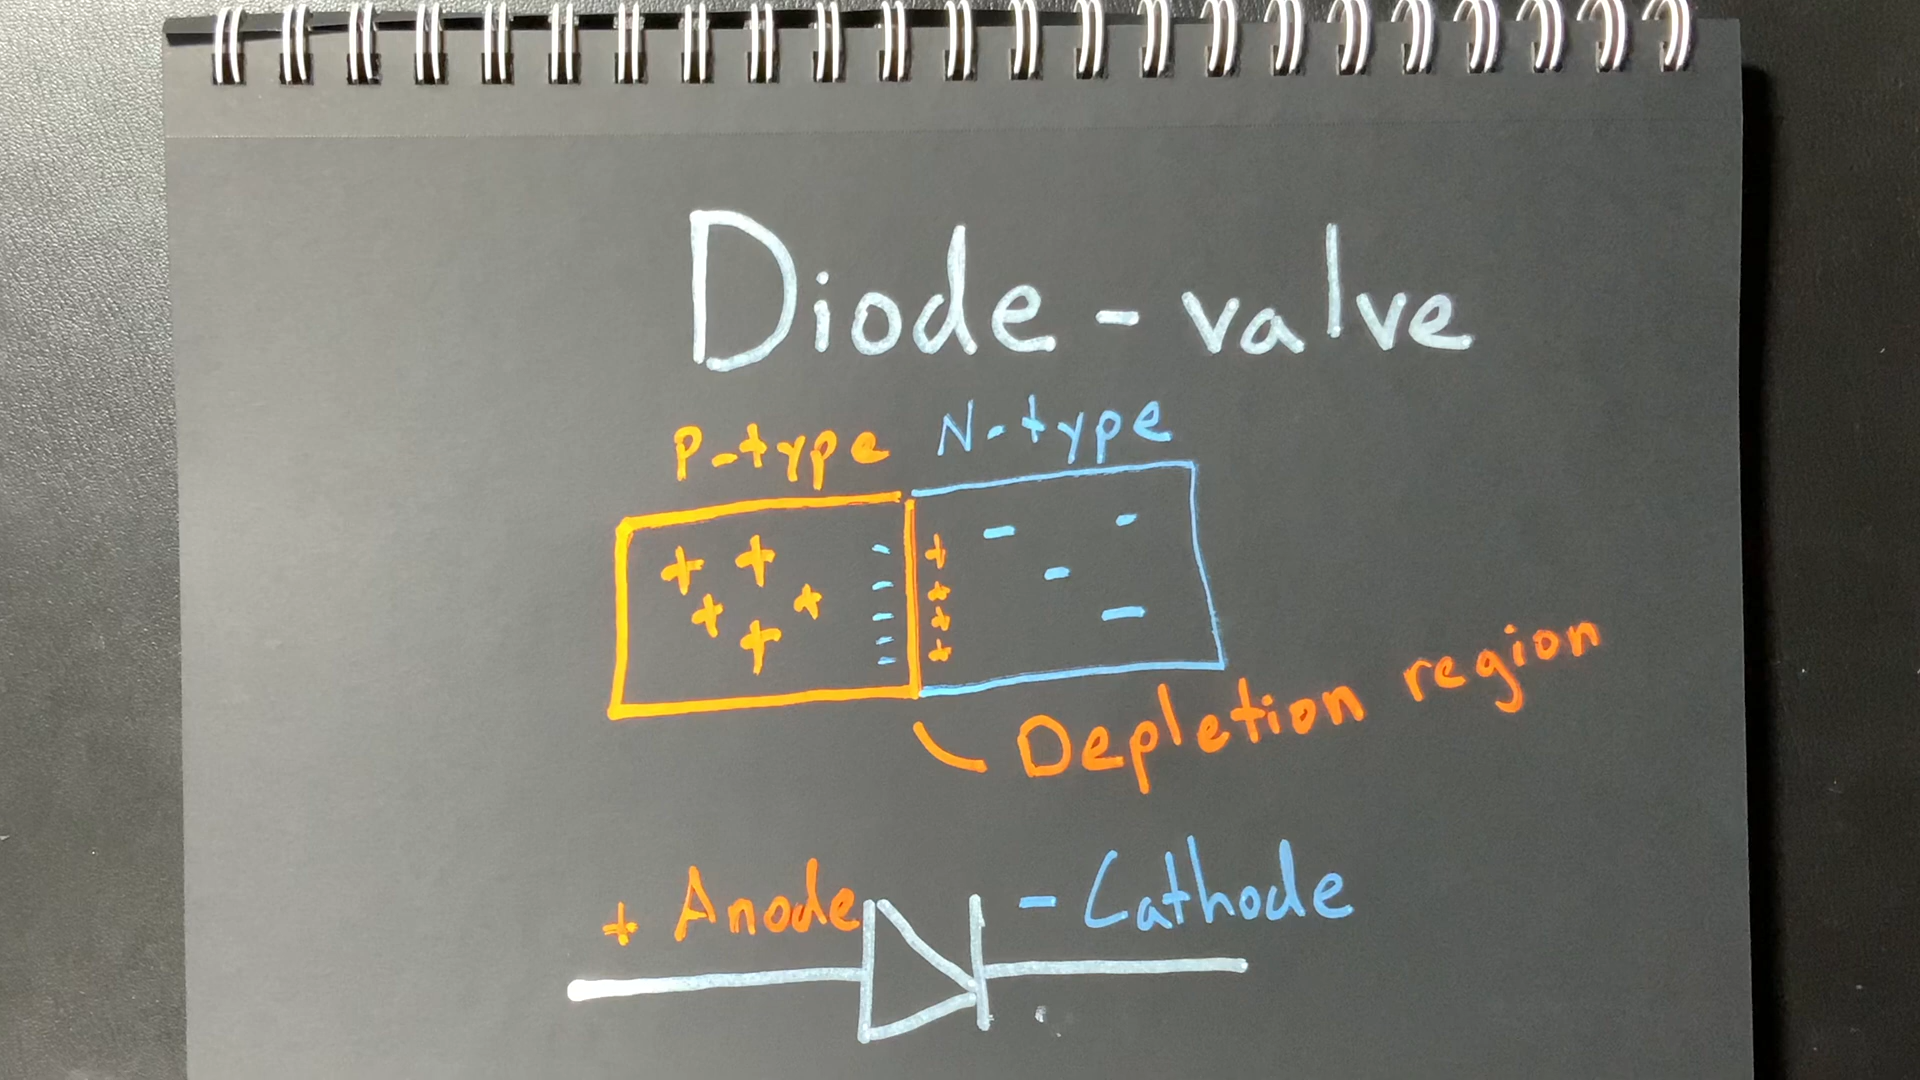 Diode - valve
P-type N-type
+ + + + +
- - - - -
+ + + +
- - - -
Depletion region
+ Anode - Cathode